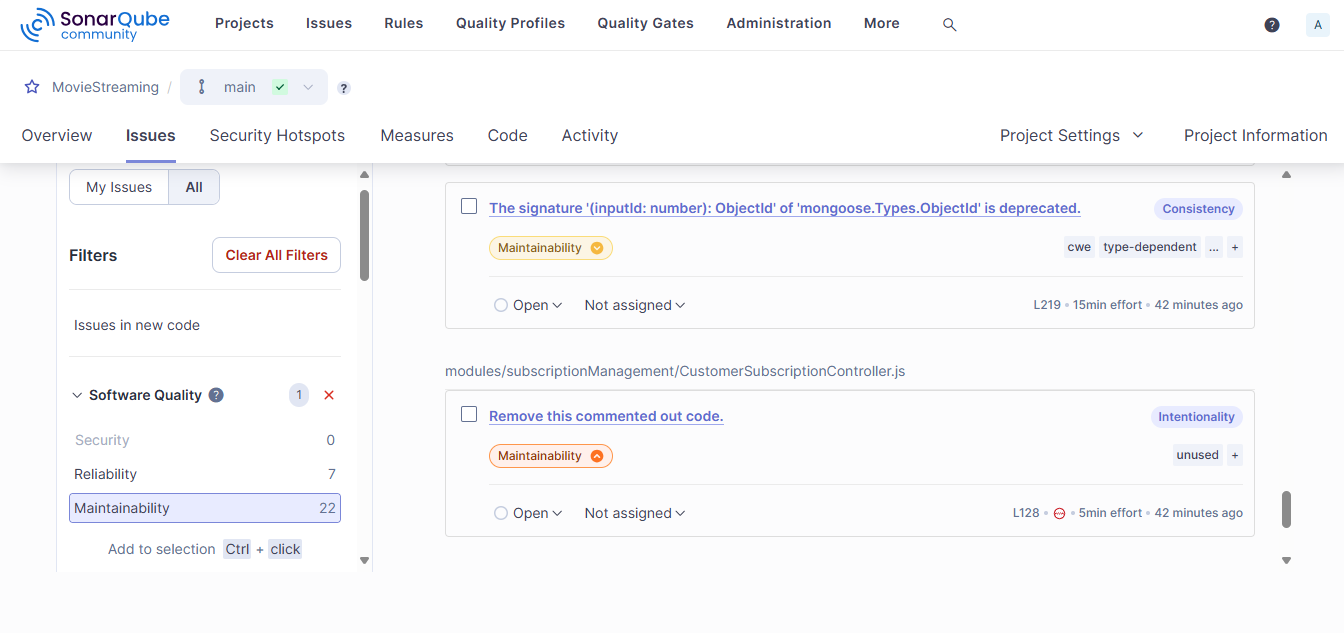 SonarQube community
Projects Issues Rules Quality Profiles Quality Gates Administration More ? A
MovieStreaming / main ?
Overview Issues Security Hotspots Measures Code Activity Project Settings Project Information
My Issues All
Filters Clear All Filters
Issues in new code
Software Quality ? 1
Security 0
Reliability 7
Maintainability 22
Add to selection Ctrl + click
The signature '(inputId: number): ObjectId' of 'mongoose.Types.ObjectId' is deprecated. Consistency
Maintainability cwe type-dependent ... +
Open Not assigned L219 • 15min effort • 42 minutes ago
modules/subscriptionManagement/CustomerSubscriptionController.js
Remove this commented out code. Intentionality
Maintainability unused +
Open Not assigned L128 • • 5min effort • 42 minutes ago